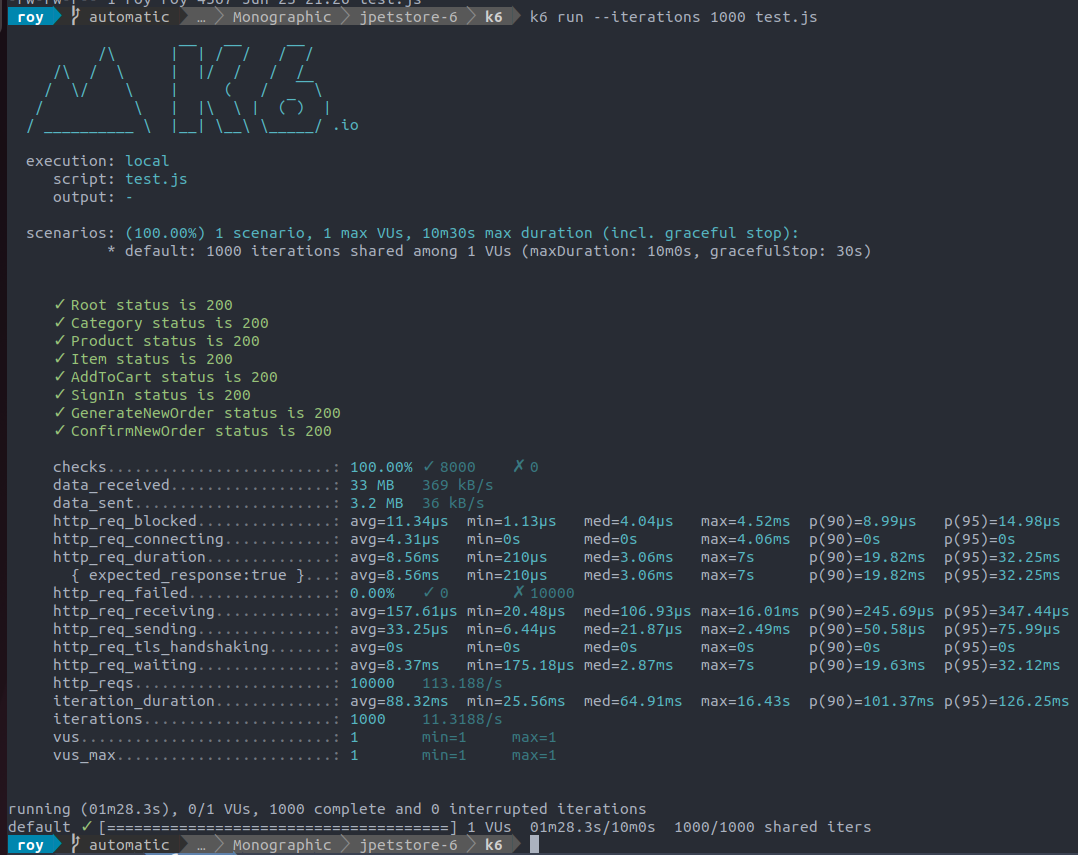 -rw-rw-r-- 1 roy roy 4567 Jun 25 21:26 test.js
roy automatic … Monographic jpetstore-6 k6 k6 run --iterations 1000 test.js
K6
.io
execution: local
script: test.js
output: -
scenarios: (100.00%) 1 scenario, 1 max VUs, 10m30s max duration (incl. graceful stop):
* default: 1000 iterations shared among 1 VUs (maxDuration: 10m0s, gracefulStop: 30s)
✓ Root status is 200
✓ Category status is 200
✓ Product status is 200
✓ Item status is 200
✓ AddToCart status is 200
✓ SignIn status is 200
✓ GenerateNewOrder status is 200
✓ ConfirmNewOrder status is 200
checks.........................: 100.00% ✓ 8000 ✗ 0
data_received..................: 33 MB 369 kB/s
data_sent......................: 3.2 MB 36 kB/s
http_req_blocked...............: avg=11.34µs min=1.13µs med=4.04µs max=4.52ms p(90)=8.99µs p(95)=14.98µs
http_req_connecting............: avg=4.31µs min=0s med=0s max=4.06ms p(90)=0s p(95)=0s
http_req_duration..............: avg=8.56ms min=210µs med=3.06ms max=7s p(90)=19.82ms p(95)=32.25ms
{ expected_response:true }...: avg=8.56ms min=210µs med=3.06ms max=7s p(90)=19.82ms p(95)=32.25ms
http_req_failed................: 0.00% ✓ 0 ✗ 10000
http_req_receiving.............: avg=157.61µs min=20.48µs med=106.93µs max=16.01ms p(90)=245.69µs p(95)=347.44µs
http_req_sending...............: avg=33.25µs min=6.44µs med=21.87µs max=2.49ms p(90)=50.58µs p(95)=75.99µs
http_req_tls_handshaking.......: avg=0s min=0s med=0s max=0s p(90)=0s p(95)=0s
http_req_waiting...............: avg=8.37ms min=175.18µs med=2.87ms max=7s p(90)=19.63ms p(95)=32.12ms
http_reqs......................: 10000 113.188/s
iteration_duration.............: avg=88.32ms min=25.56ms med=64.91ms max=16.43s p(90)=101.37ms p(95)=126.25ms
iterations.....................: 1000 11.3188/s
vus............................: 1 min=1 max=1
vus_max........................: 1 min=1 max=1
running (01m28.3s), 0/1 VUs, 1000 complete and 0 interrupted iterations
default ✓ [======================================] 1 VUs 01m28.3s/10m0s 1000/1000 shared iters
roy automatic … Monographic jpetstore-6 k6